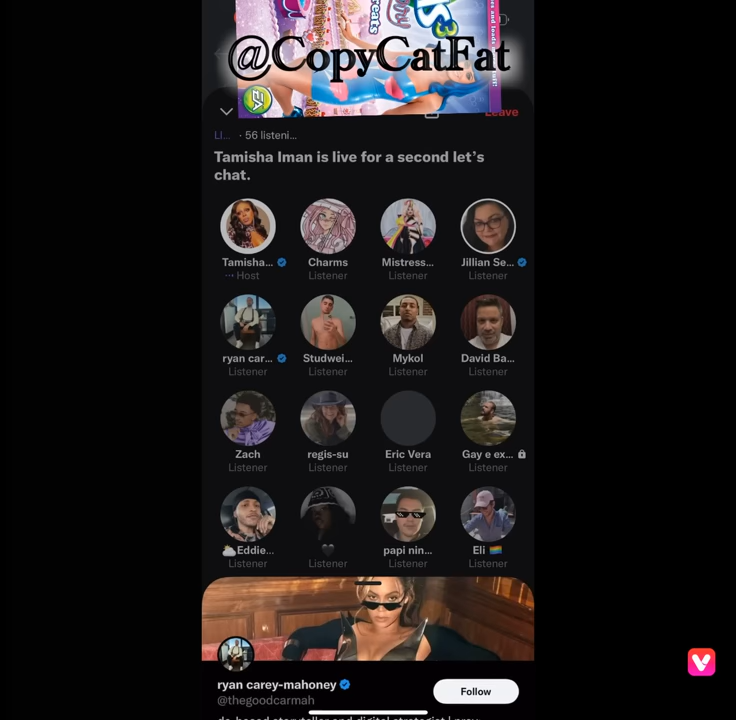 @CopyCatFat
Leave
LI... · 56 listeni...
Tamisha Iman is live for a second let's
chat.
Tamisha... Charms Mistress... Jillian Se...
Host Listener Listener Listener
ryan car... Studwei... Mykol David Ba...
Listener Listener Listener Listener
Zach regis-su Eric Vera Gay e ex...
Listener Listener Listener Listener
Eddie... 🖤 papi nin... Eli 🏳️‍🌈
Listener Listener Listener Listener
ryan carey-mahoney
Follow
@thegoodcarmah